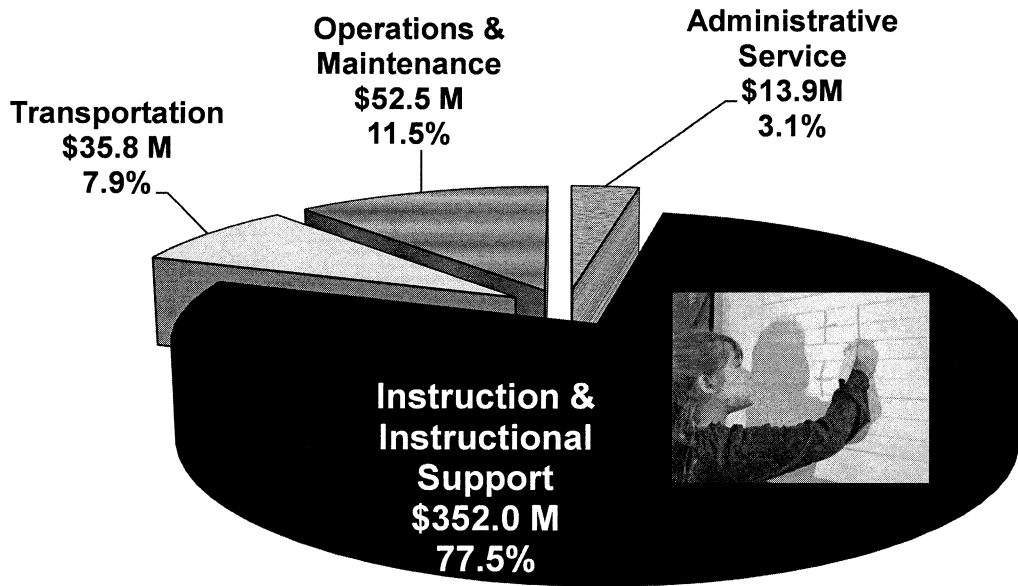 Operations &
Maintenance
$52.5 M
11.5%
Administrative
Service
$13.9M
3.1%
Transportation
$35.8 M
7.9%
Instruction &
Instructional
Support
$352.0 M
77.5%